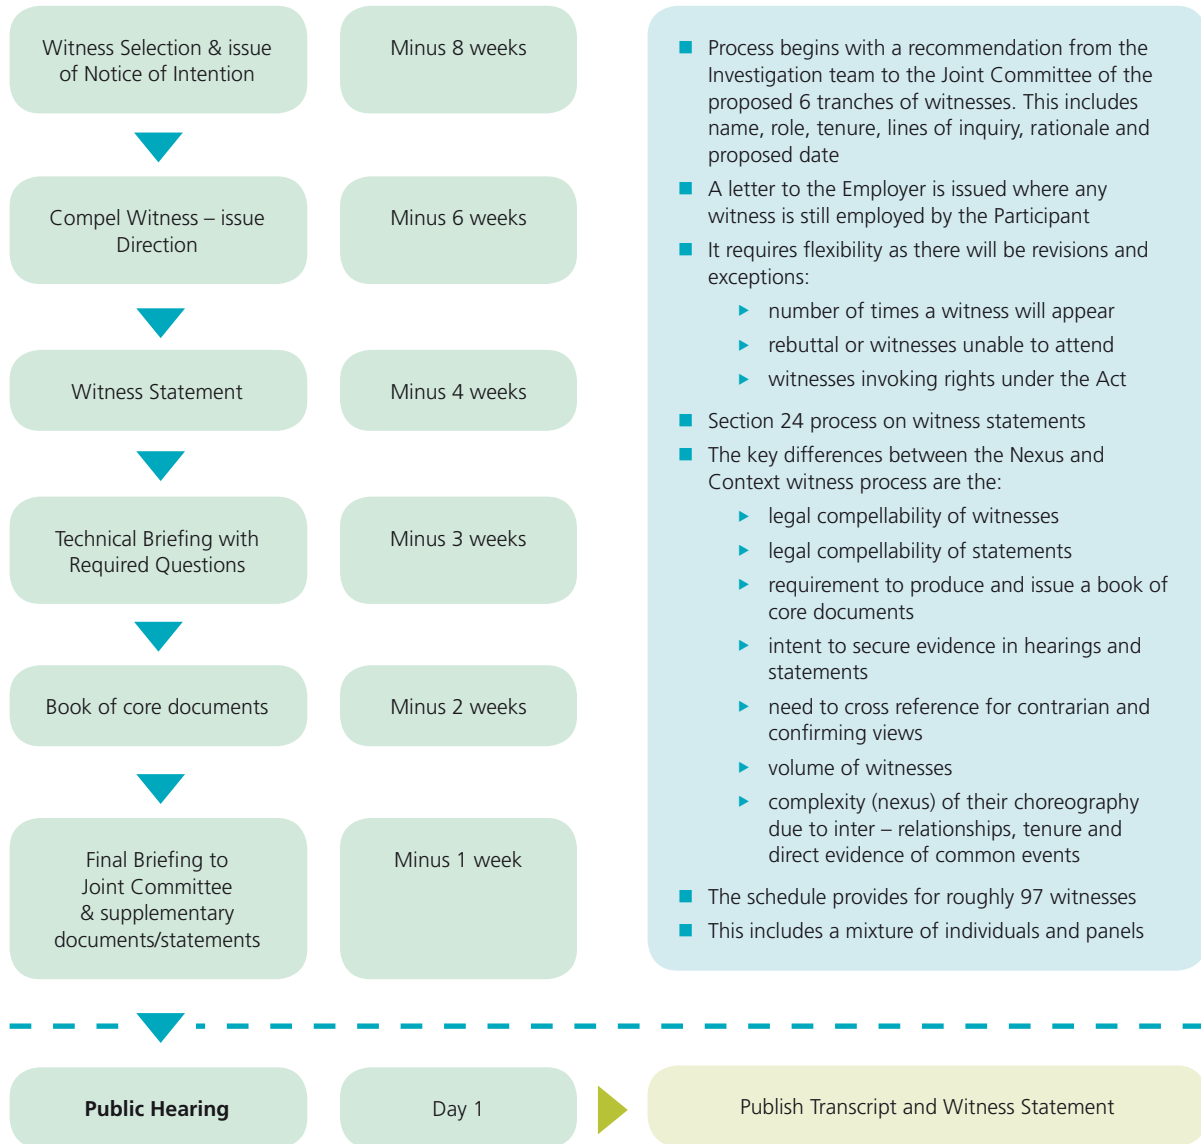 Witness Selection & issue
of Notice of Intention
Minus 8 weeks
Compel Witness – issue
Direction
Minus 6 weeks
Witness Statement
Minus 4 weeks
Technical Briefing with
Required Questions
Minus 3 weeks
Book of core documents
Minus 2 weeks
Final Briefing to
Joint Committee
& supplementary
documents/statements
Minus 1 week
Process begins with a recommendation from the
Investigation team to the Joint Committee of the
proposed 6 tranches of witnesses. This includes
name, role, tenure, lines of inquiry, rationale and
proposed date
A letter to the Employer is issued where any
witness is still employed by the Participant
It requires flexibility as there will be revisions and
exceptions:
number of times a witness will appear
rebuttal or witnesses unable to attend
witnesses invoking rights under the Act
Section 24 process on witness statements
The key differences between the Nexus and
Context witness process are the:
legal compellability of witnesses
legal compellability of statements
requirement to produce and issue a book of
core documents
intent to secure evidence in hearings and
statements
need to cross reference for contrarian and
confirming views
volume of witnesses
complexity (nexus) of their choreography
due to inter – relationships, tenure and
direct evidence of common events
The schedule provides for roughly 97 witnesses
This includes a mixture of individuals and panels
Public Hearing
Day 1
Publish Transcript and Witness Statement